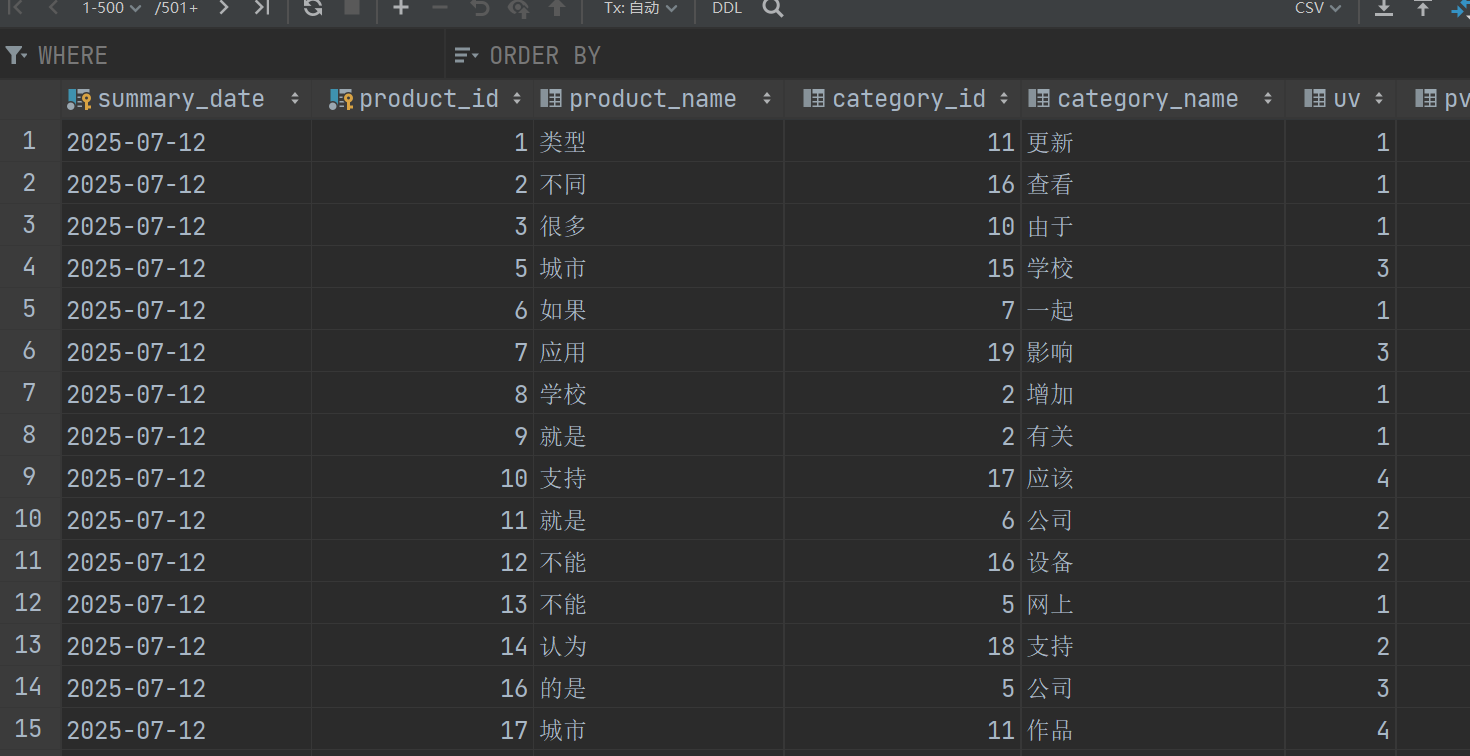 1-500 /501+ Tx: 自动 DDL CSV
WHERE ORDER BY
summary_date product_id product_name category_id category_name uv pv
1 2025-07-12 1 类型 11 更新 1
2 2025-07-12 2 不同 16 查看 1
3 2025-07-12 3 很多 10 由于 1
4 2025-07-12 5 城市 15 学校 3
5 2025-07-12 6 如果 7 一起 1
6 2025-07-12 7 应用 19 影响 3
7 2025-07-12 8 学校 2 增加 1
8 2025-07-12 9 就是 2 有关 1
9 2025-07-12 10 支持 17 应该 4
10 2025-07-12 11 就是 6 公司 2
11 2025-07-12 12 不能 16 设备 2
12 2025-07-12 13 不能 5 网上 1
13 2025-07-12 14 认为 18 支持 2
14 2025-07-12 16 的是 5 公司 3
15 2025-07-12 17 城市 11 作品 4